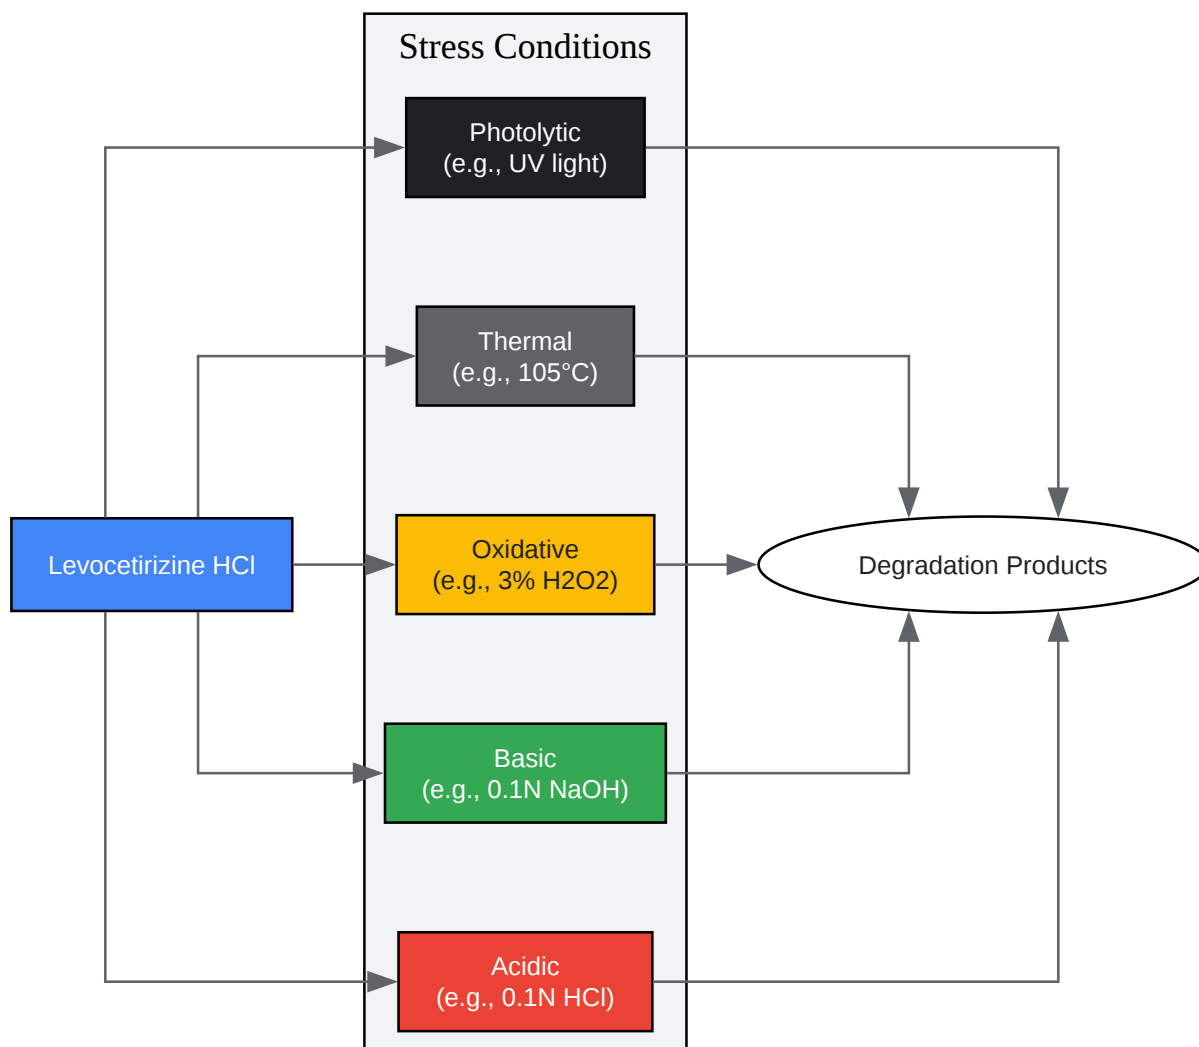 Stress Conditions
Photolytic
(e.g., UV light)
Thermal
(e.g., 105°C)
Levocetirizine HCl
Oxidative
(e.g., 3% H2O2)
Degradation Products
Basic
(e.g., 0.1N NaOH)
Acidic
(e.g., 0.1N HCl)